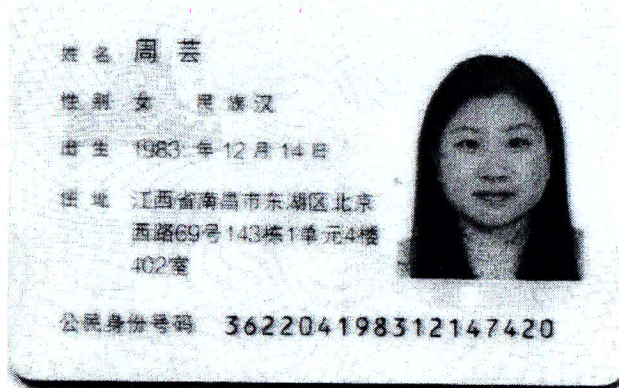 姓名 周芸
性别 女 民族 汉
出生 1983 年 12 月 14 日
住址 江西省南昌市东湖区北京
西路69号143栋1单元4楼
402室
公民身份号码 362204198312147420